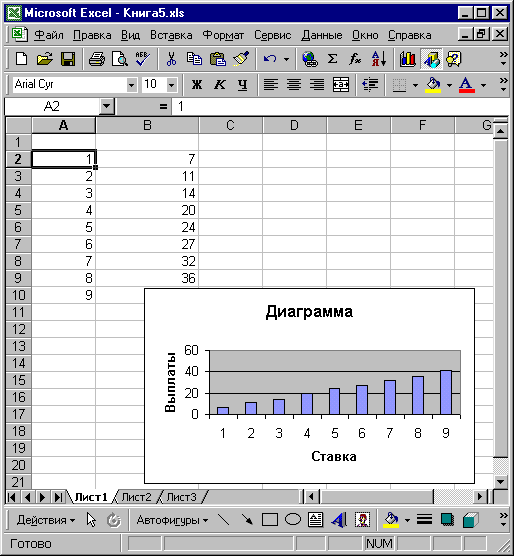 Microsoft Excel - Книга5.xls
Файл Правка Вид Вставка Формат Сервис Данные Окно Справка
Arial Cyr 10 Ж К Ч
A2 = 1
A B C D E F G
1
2 1 7
3 2 11
4 3 14
5 4 20
6 5 24
7 6 27
8 7 32
9 8 36
10 9
11
12
13
14
15
16
17
18
19
20
21
Диаграмма
Выплаты
60
40
20
0
1 2 3 4 5 6 7 8 9
Ставка
Лист1 Лист2 Лист3
Действия Автофигуры
Готово NUM